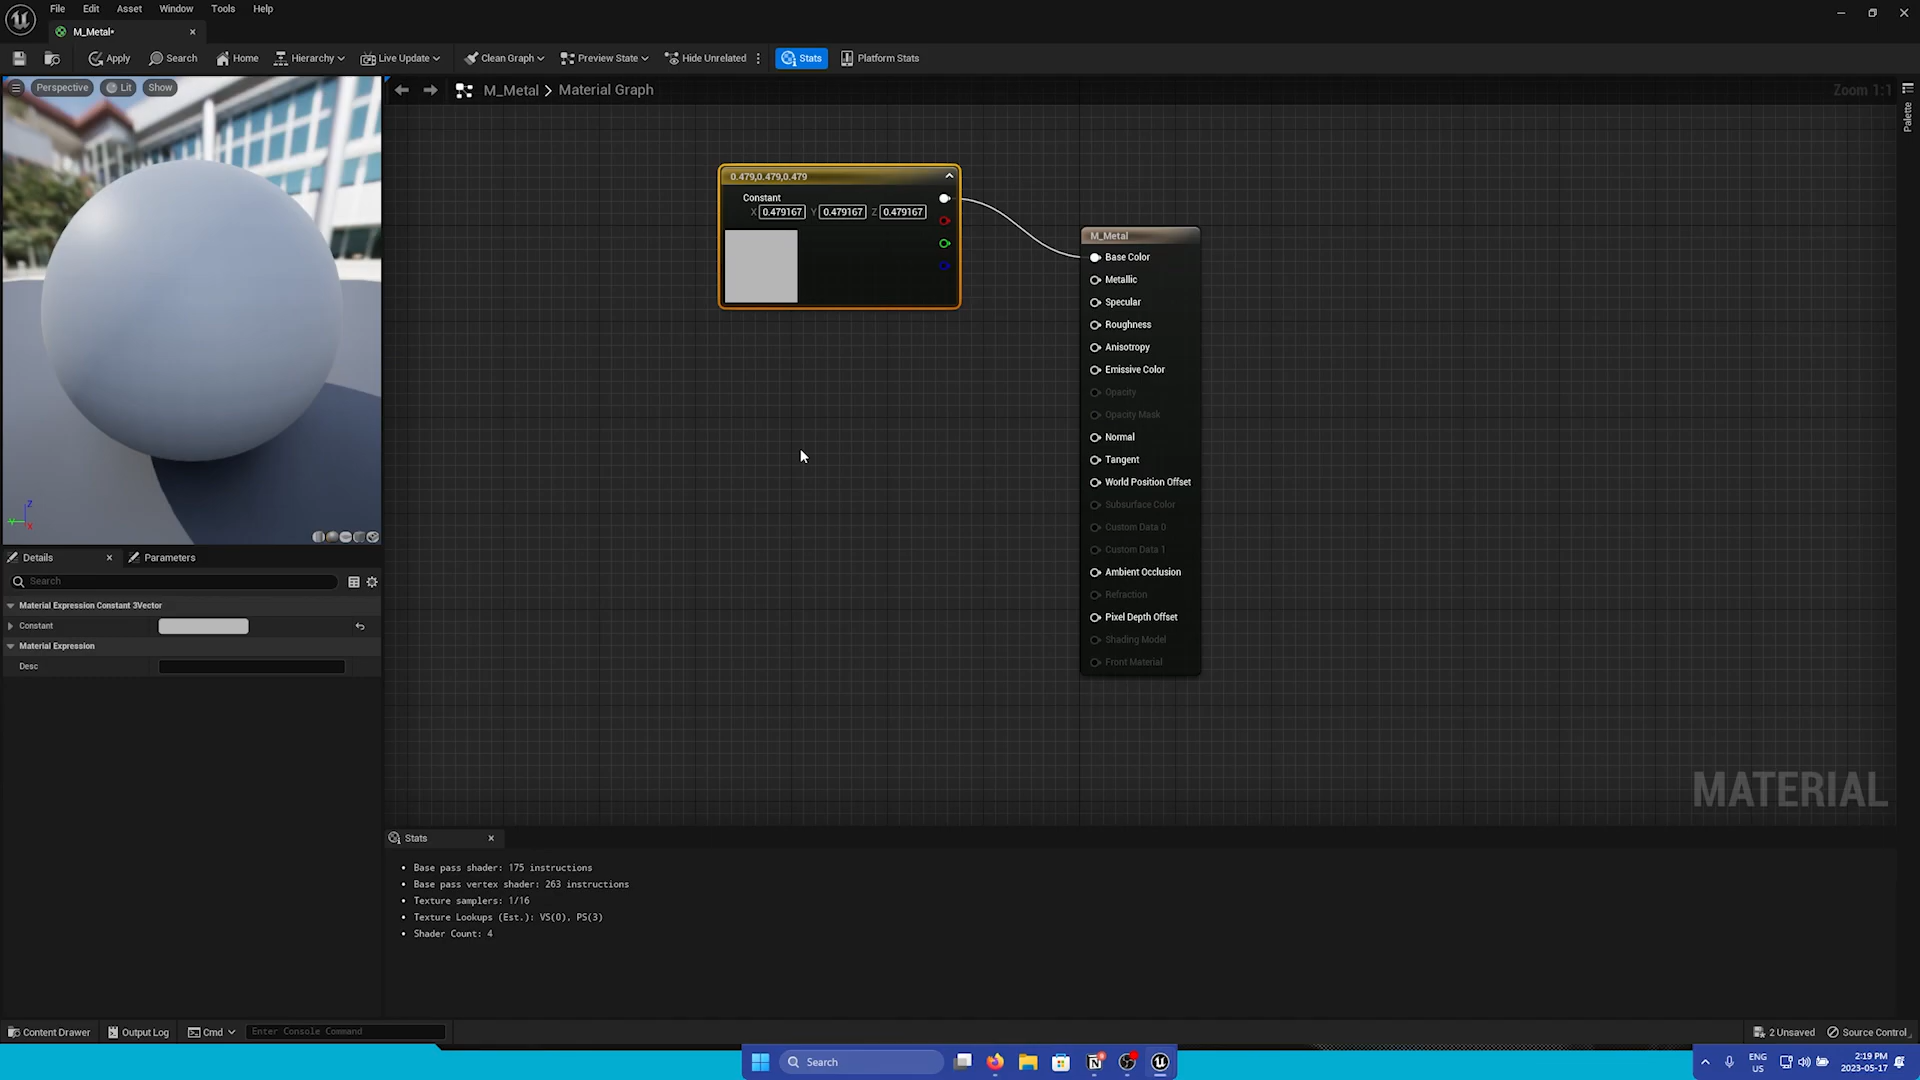 File Edit Asset Window Tools Help
M_Metal•
Apply Search Home Hierarchy Live Update Clean Graph Preview State Hide Unrelated Stats Platform Stats
Perspective Lit Show
M_Metal > Material Graph
Zoom 1:1
Palette
0.479,0.479,0.479
Constant
X 0.479167 Y 0.479167 Z 0.479167
M_Metal
Base Color
Metallic
Specular
Roughness
Anisotropy
Emissive Color
Opacity
Opacity Mask
Normal
Tangent
World Position Offset
Subsurface Color
Custom Data 0
Custom Data 1
Ambient Occlusion
Refraction
Pixel Depth Offset
Shading Model
Front Material
MATERIAL
Z
Y
X
Details Parameters
Search
Material Expression Constant 3Vector
Constant
Material Expression
Desc
Stats
• Base pass shader: 175 instructions
• Base pass vertex shader: 263 instructions
• Texture samplers: 1/16
• Texture Lookups (Est.): VS(0), PS(3)
• Shader Count: 4
Content Drawer Output Log Cmd Enter Console Command
2 Unsaved Source Control
Search
ENG
US
2:19 PM
2023-05-17